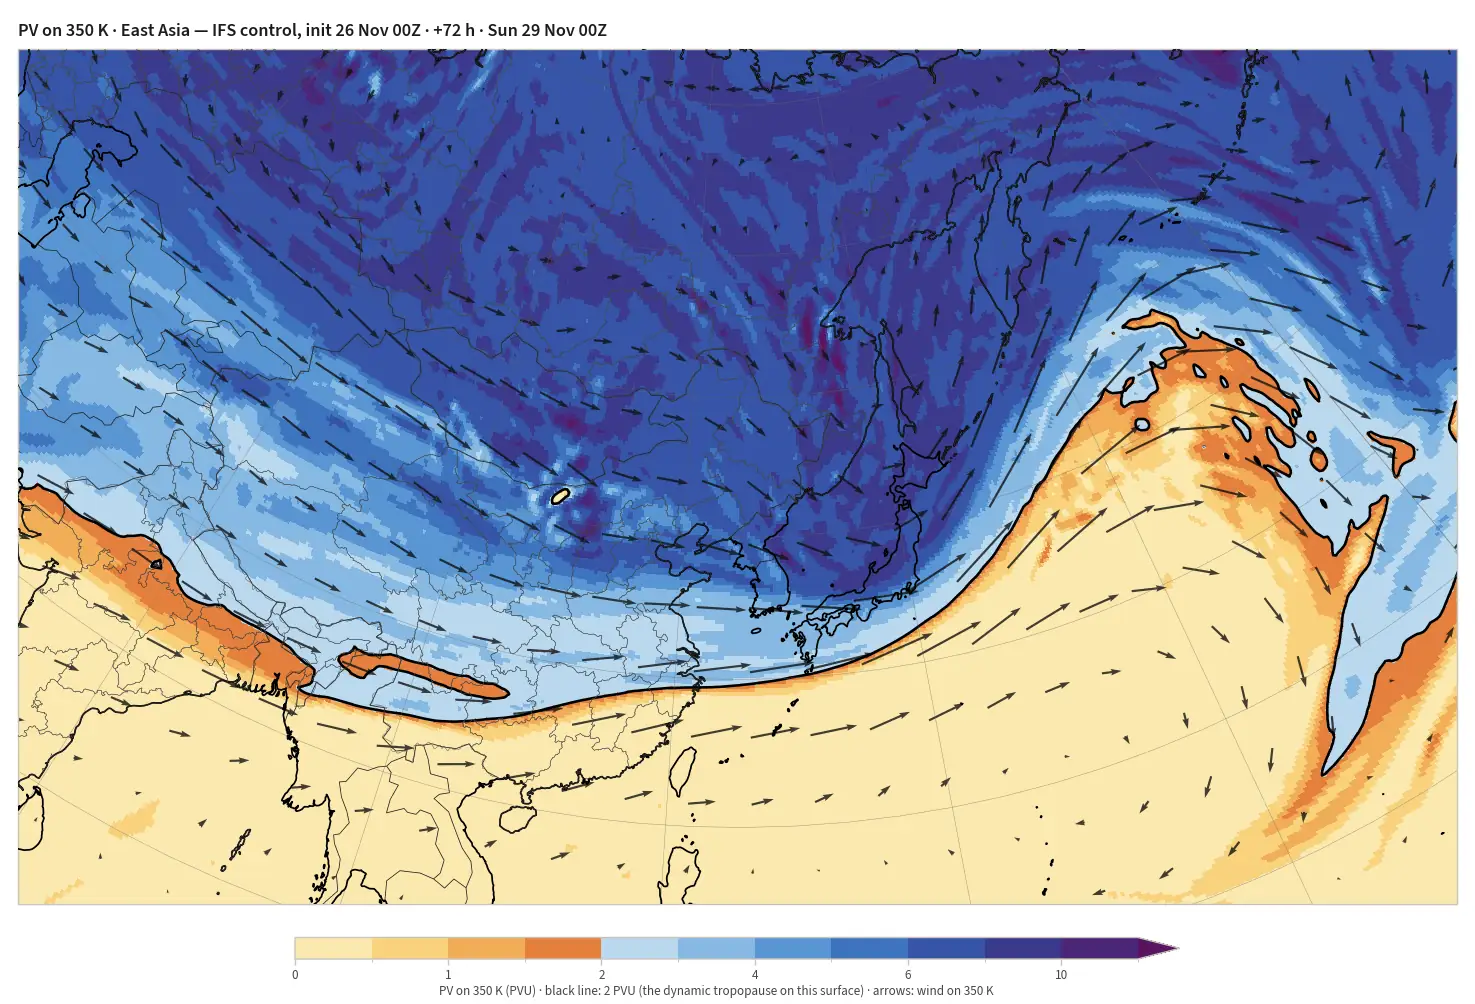 PV on 350 K · East Asia — IFS control, init 26 Nov 00Z · +72 h · Sun 29 Nov 00Z
0 1 2 4 6 10
PV on 350 K (PVU) · black line: 2 PVU (the dynamic tropopause on this surface) · arrows: wind on 350 K